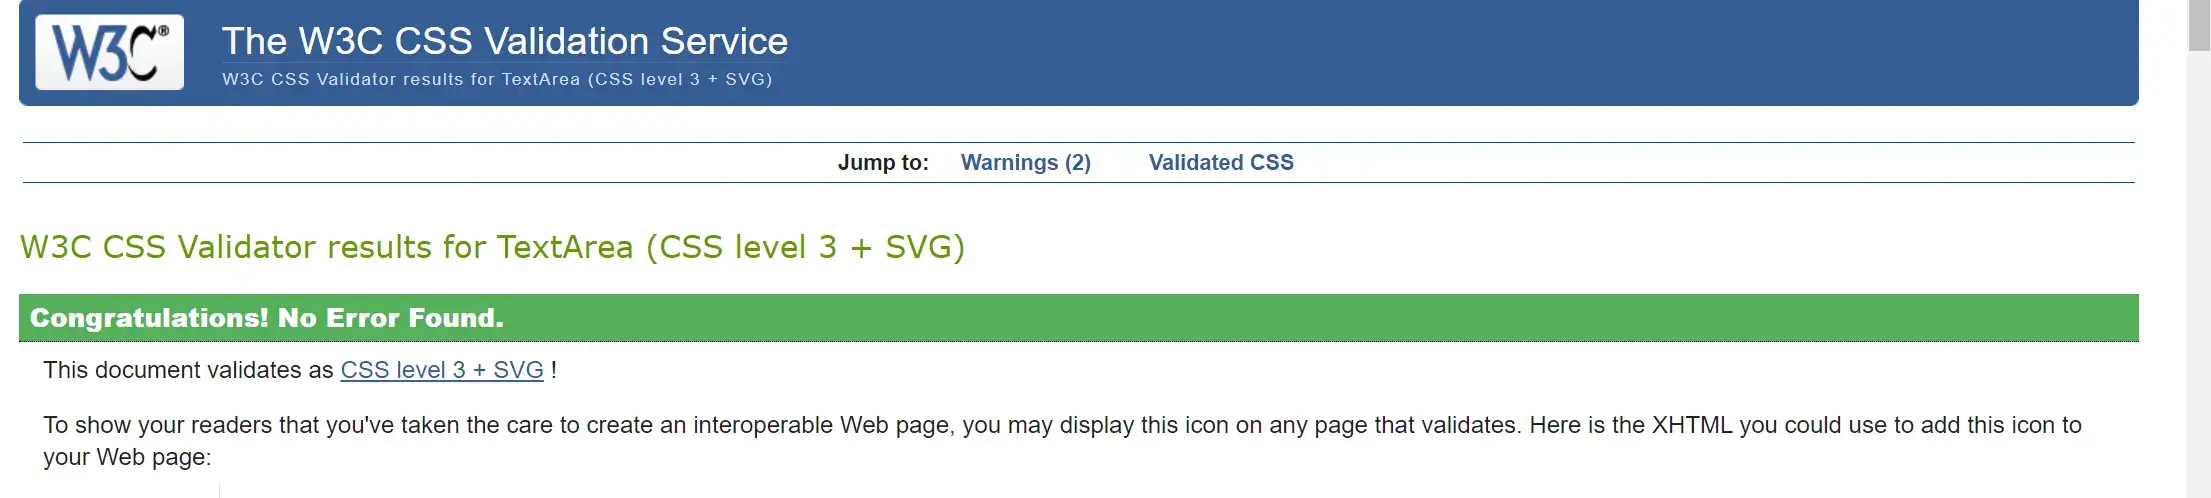 W3C®
The W3C CSS Validation Service
W3C CSS Validator results for TextArea (CSS level 3 + SVG)
Jump to: Warnings (2) Validated CSS
W3C CSS Validator results for TextArea (CSS level 3 + SVG)
Congratulations! No Error Found.
This document validates as CSS level 3 + SVG !
To show your readers that you've taken the care to create an interoperable Web page, you may display this icon on any page that validates. Here is the XHTML you could use to add this icon to
your Web page: